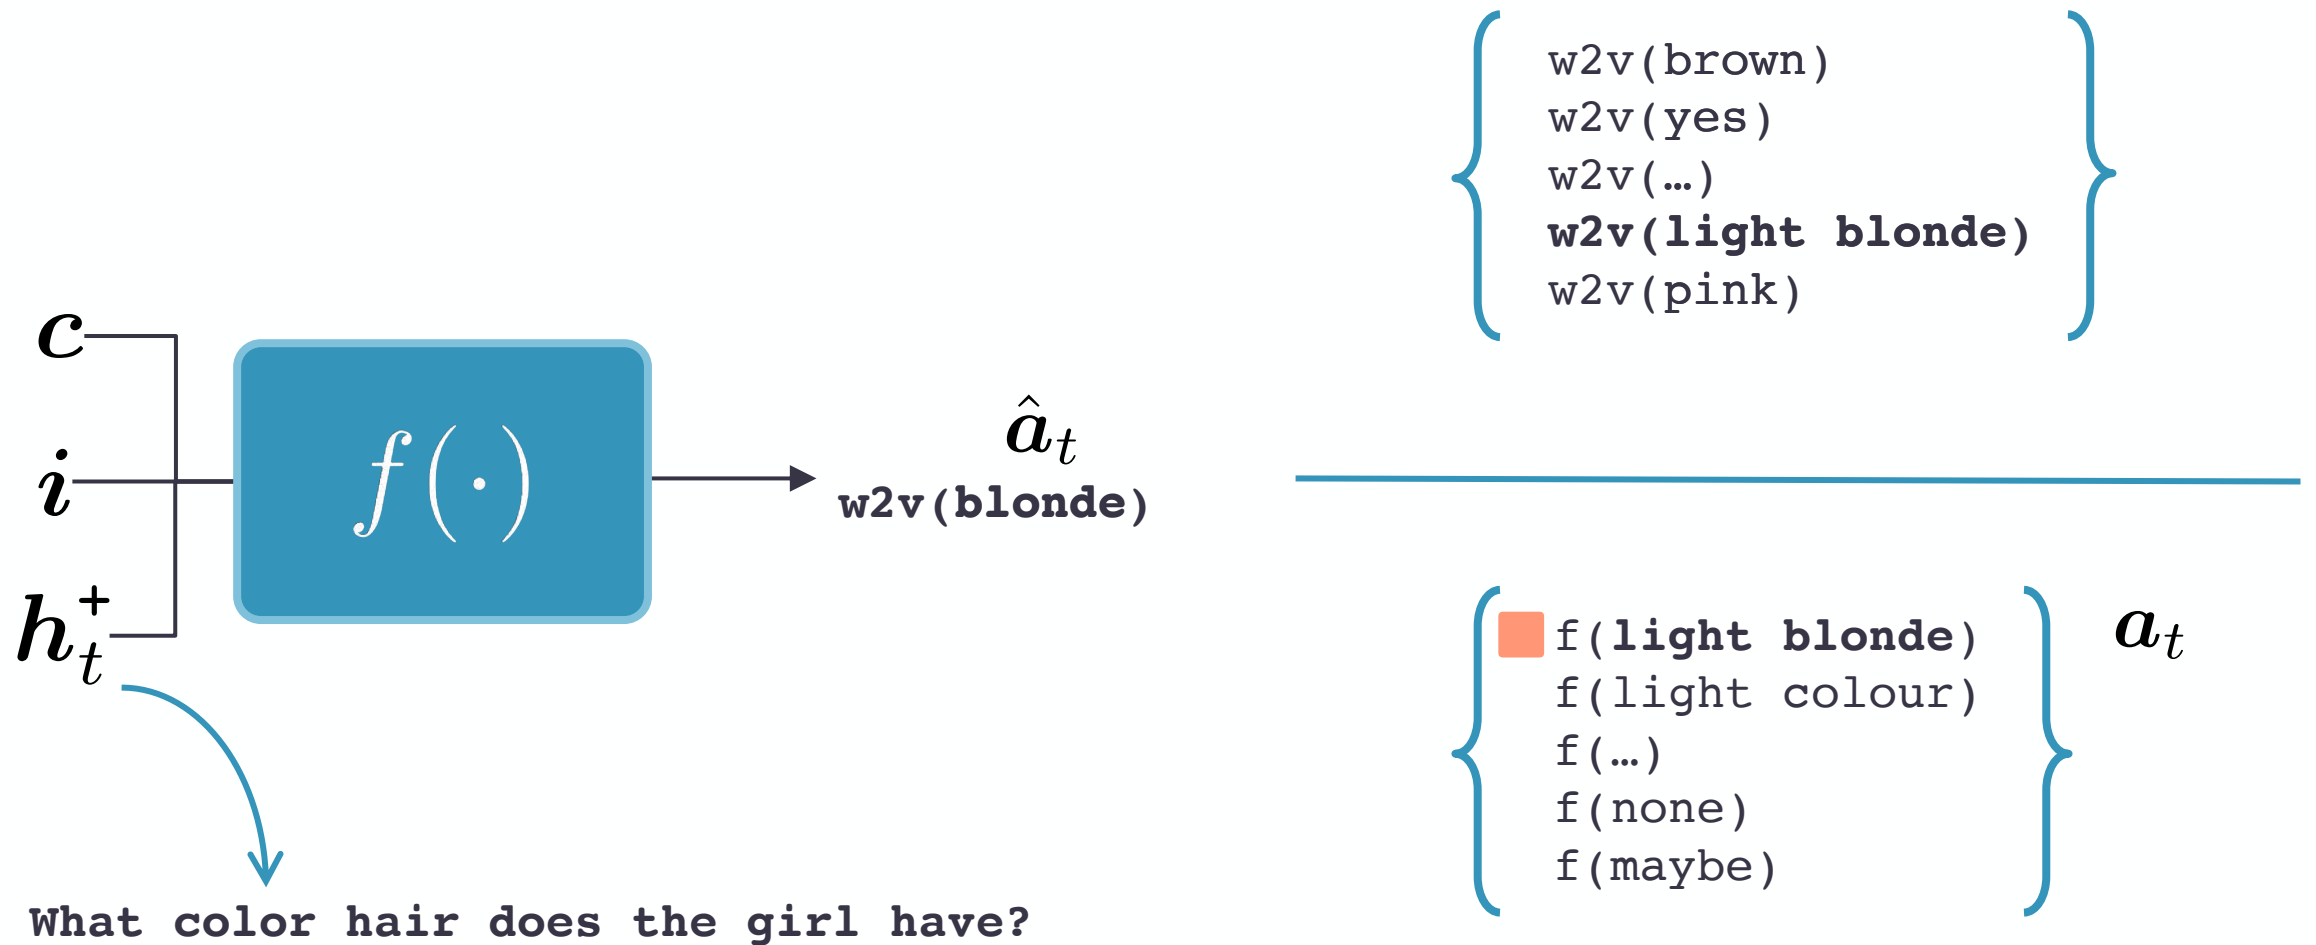 c
i
h_t^+
f(·)
â_t
w2v(blonde)
What color hair does the girl have?
w2v(brown)
w2v(yes)
w2v(…)
w2v(light blonde)
w2v(pink)
f(light blonde)
f(light colour)
f(…)
f(none)
f(maybe)
a_t